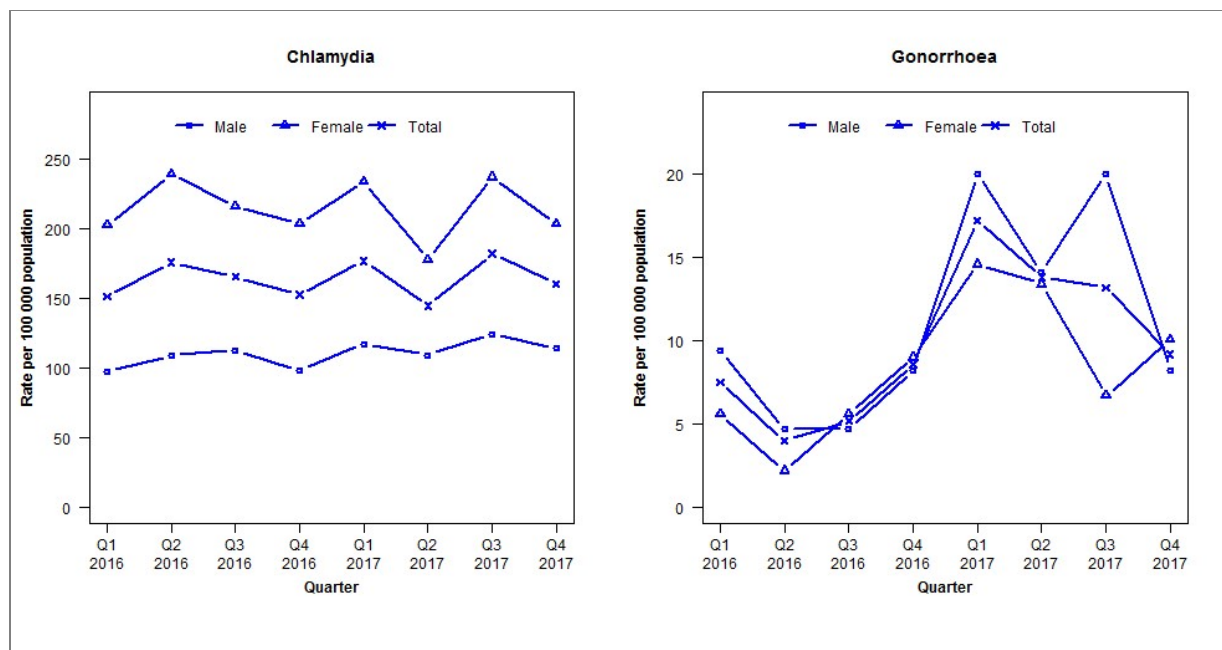 Chlamydia
Male Female Total
Rate per 100 000 population
250
200
150
100
50
0
Q1 Q2 Q3 Q4 Q1 Q2 Q3 Q4
2016 2016 2016 2016 2017 2017 2017 2017
Quarter
Gonorrhoea
Male Female Total
Rate per 100 000 population
20
15
10
5
0
Q1 Q2 Q3 Q4 Q1 Q2 Q3 Q4
2016 2016 2016 2016 2017 2017 2017 2017
Quarter